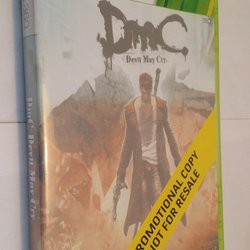 DmC
Devil May Cry
DmC Devil May Cry
PROMOTIONAL COPY
NOT FOR RESALE